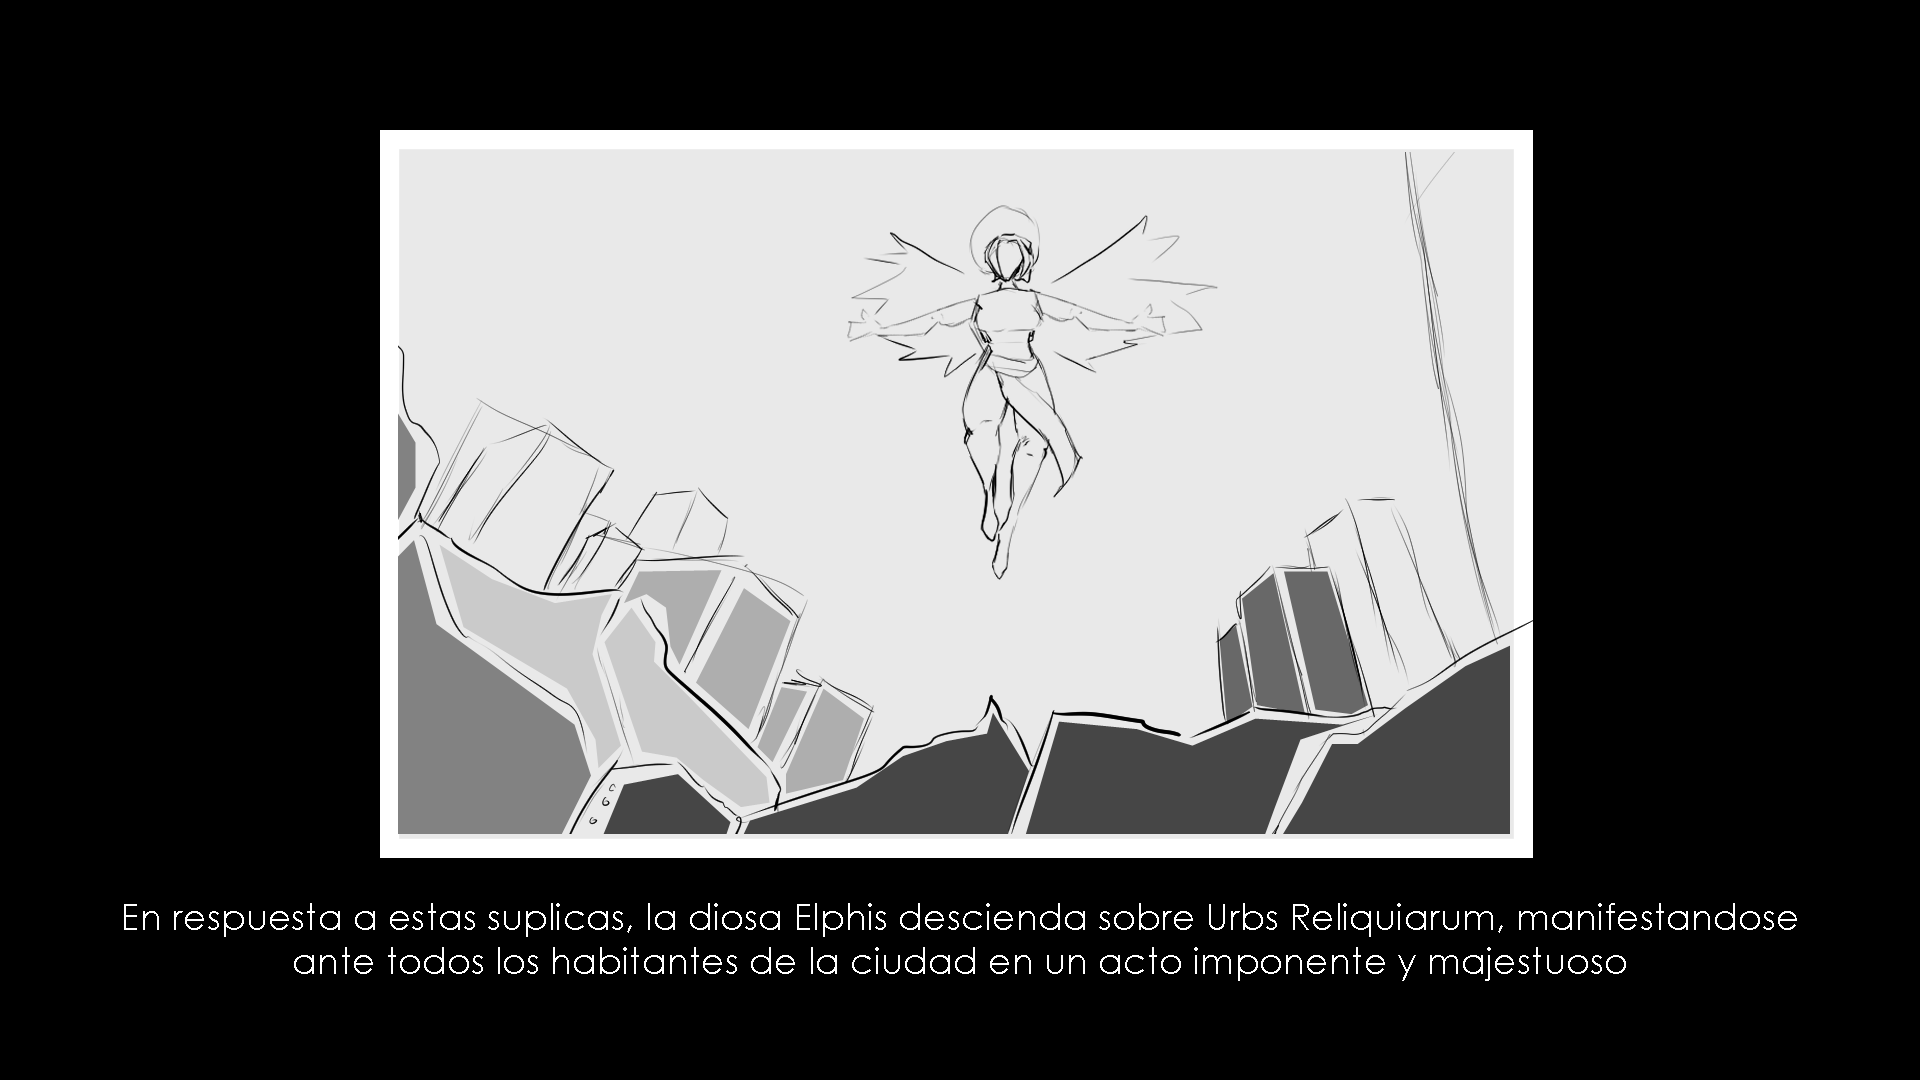 En respuesta a estas suplicas, la diosa Elphis descienda sobre Urbs Reliquiarum, manifestandose
ante todos los habitantes de la ciudad en un acto imponente y majestuoso